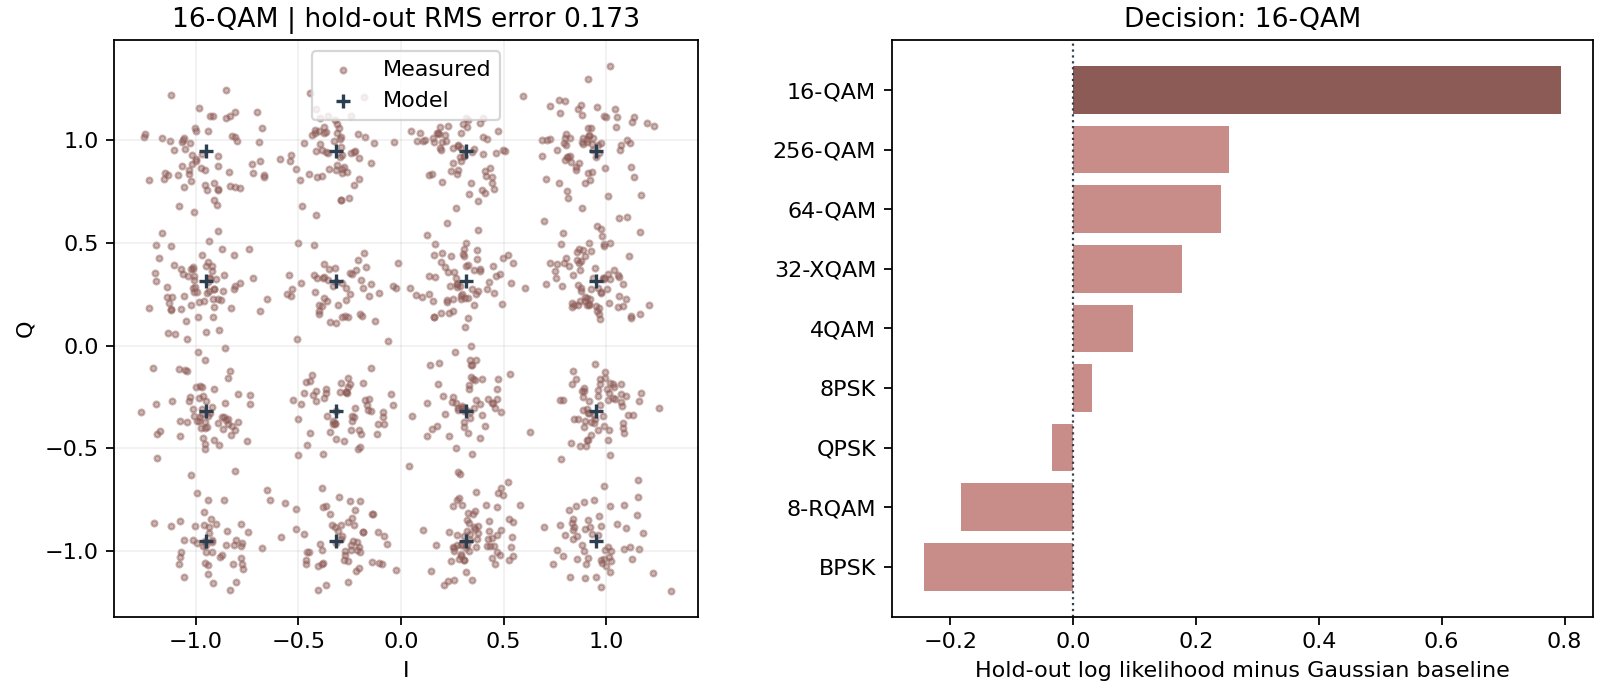 16-QAM | hold-out RMS error 0.173
Measured
Model
1.0
0.5
0.0
−0.5
−1.0
Q
−1.0
−0.5
0.0
0.5
1.0
I
Decision: 16-QAM
16-QAM
256-QAM
64-QAM
32-XQAM
4QAM
8PSK
QPSK
8-RQAM
BPSK
−0.2
0.0
0.2
0.4
0.6
0.8
Hold-out log likelihood minus Gaussian baseline